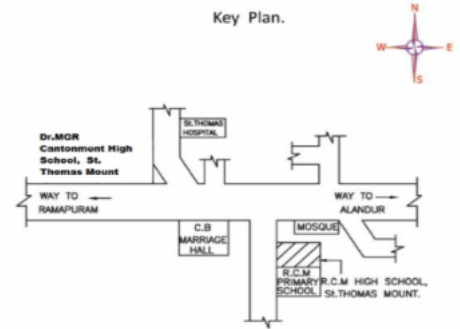 Key Plan.
N
W
E
S
ST.THOMAS
HOSPITAL
Dr.MGR
Cantonment High
School, St.
Thomas Mount
WAY TO
RAMAPURAM
WAY TO
ALANDUR
C.B
MARRIAGE
HALL
MOSQUE
R.C.M
PRIMARY
SCHOOL
R.C.M HIGH SCHOOL,
St.THOMAS MOUNT.